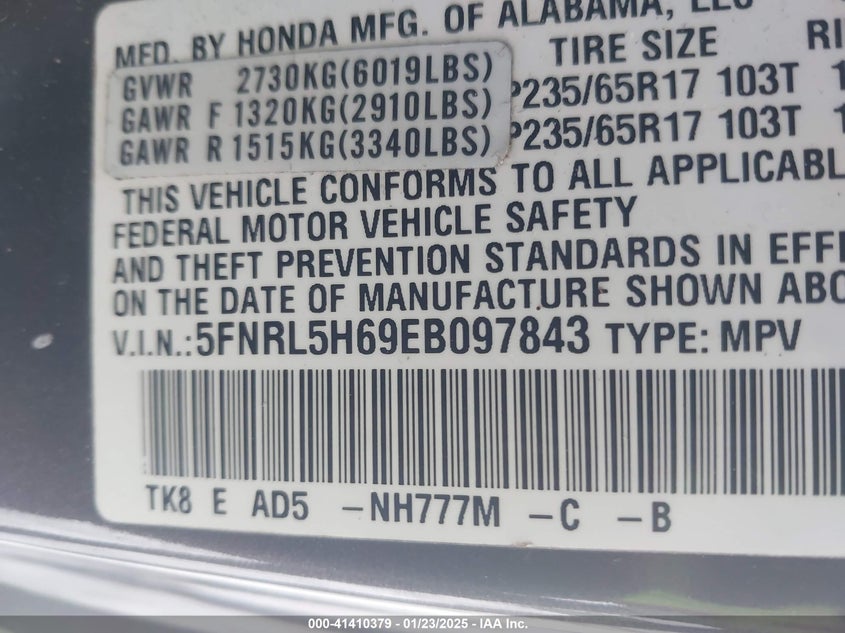 MFD. BY HONDA MFG. OF ALABAMA, LLC
TIRE SIZE
GVWR 2730KG(6019LBS)
GAWR F 1320KG(2910LBS) P235/65R17 103T
GAWR R 1515KG(3340LBS) P235/65R17 103T
THIS VEHICLE CONFORMS TO ALL APPLICABL
FEDERAL MOTOR VEHICLE SAFETY
AND THEFT PREVENTION STANDARDS IN EFF
ON THE DATE OF MANUFACTURE SHOWN ABO
V.I.N.:5FNRL5H69EB097843 TYPE: MPV
TK8 E AD5 -NH777M -C -B
000-41410379 - 01/23/2025 - IAA Inc.